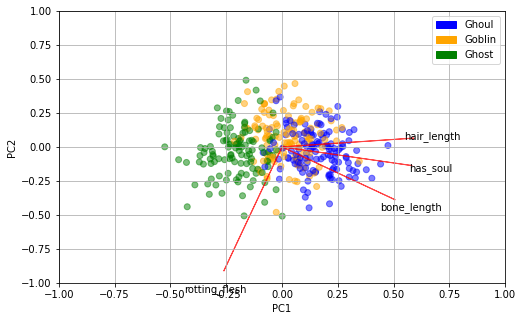 1.00
0.75
0.50
0.25
0.00
−0.25
−0.50
−0.75
−1.00
PC2
Ghoul
Goblin
Ghost
hair_length
has_soul
bone_length
rotting_flesh
−1.00
−0.75
−0.50
−0.25
0.00
0.25
0.50
0.75
1.00
PC1